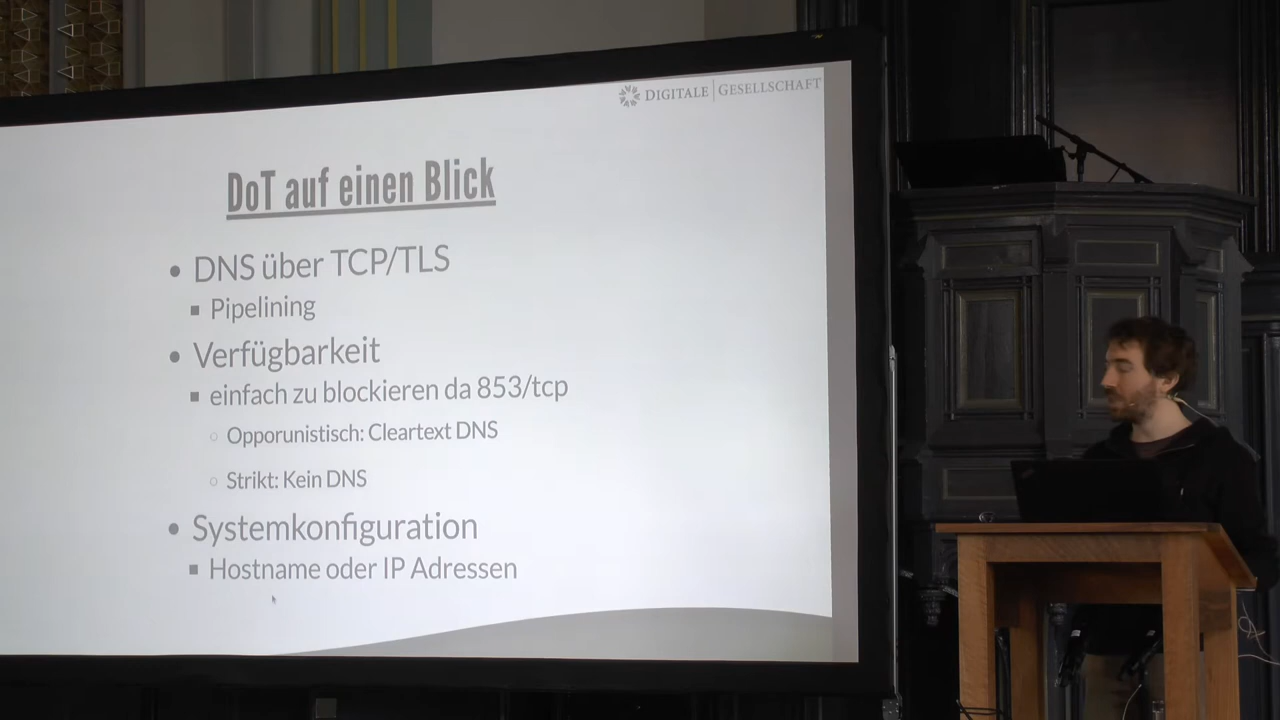 DIGITALE | GESELLSCHAFT
DoT auf einen Blick
• DNS über TCP/TLS
▪ Pipelining
• Verfügbarkeit
▪ einfach zu blockieren da 853/tcp
○ Opporunistisch: Cleartext DNS
○ Strikt: Kein DNS
• Systemkonfiguration
▪ Hostname oder IP Adressen